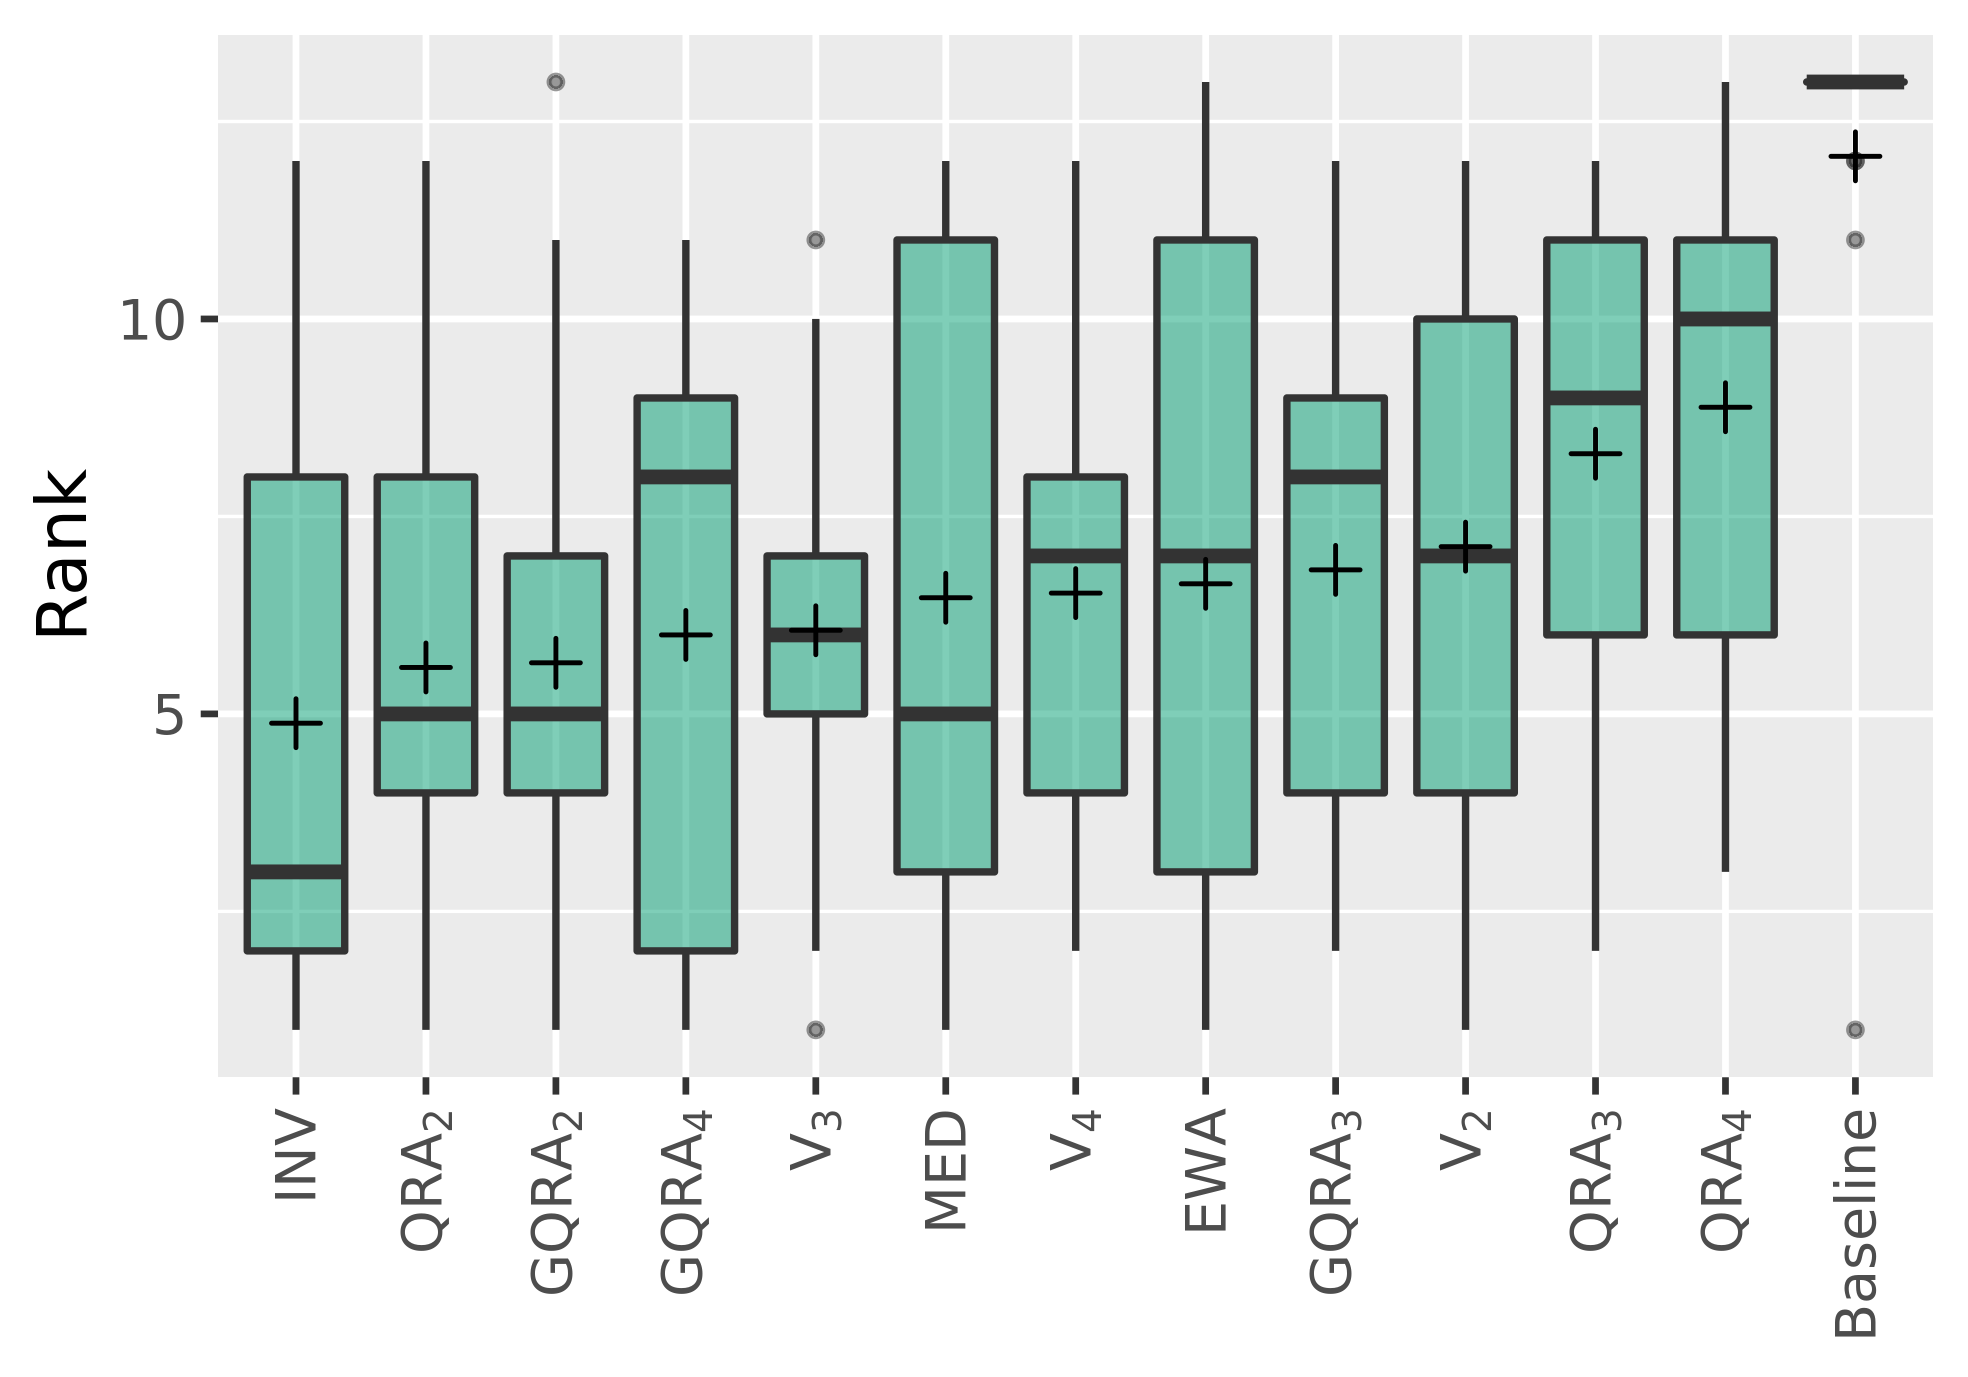 Rank
10
5
INV
QRA₂
GQRA₂
GQRA₄
V₃
MED
V₄
EWA
GQRA₃
V₂
QRA₃
QRA₄
Baseline